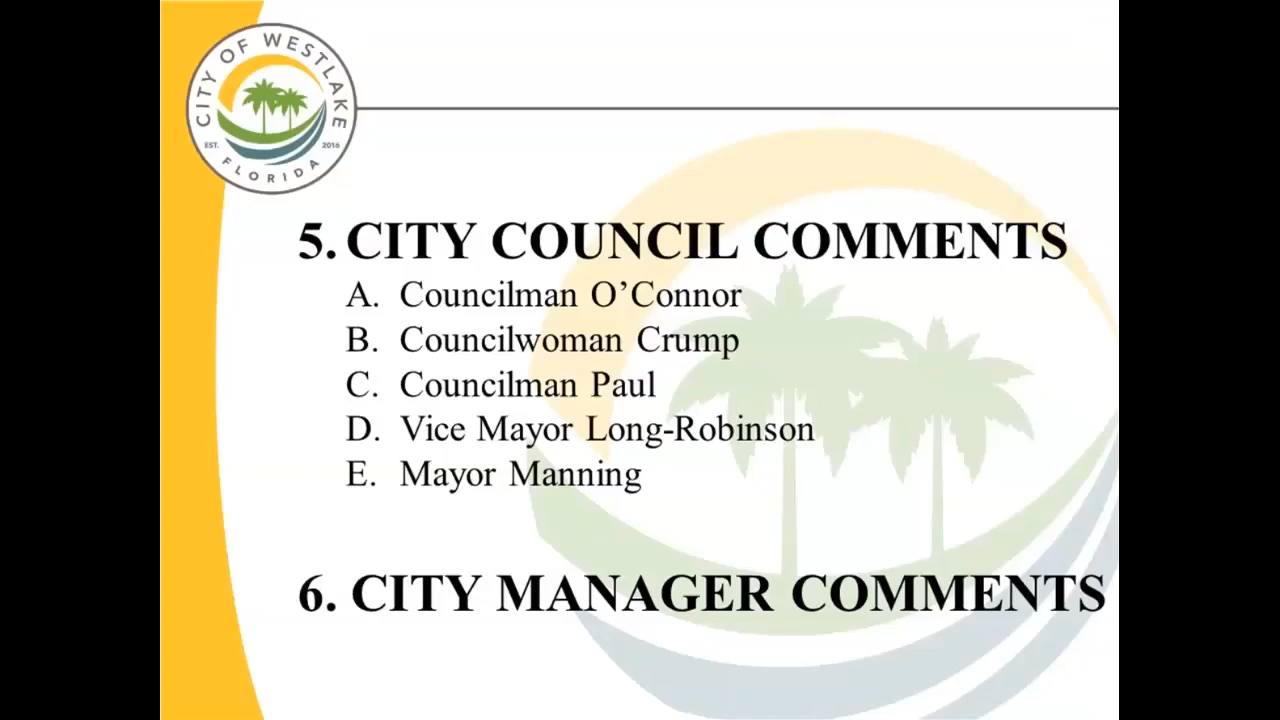 CITY OF WESTLAKE
EST. 2016
FLORIDA
5. CITY COUNCIL COMMENTS
A. Councilman O’Connor
B. Councilwoman Crump
C. Councilman Paul
D. Vice Mayor Long-Robinson
E. Mayor Manning
6. CITY MANAGER COMMENTS